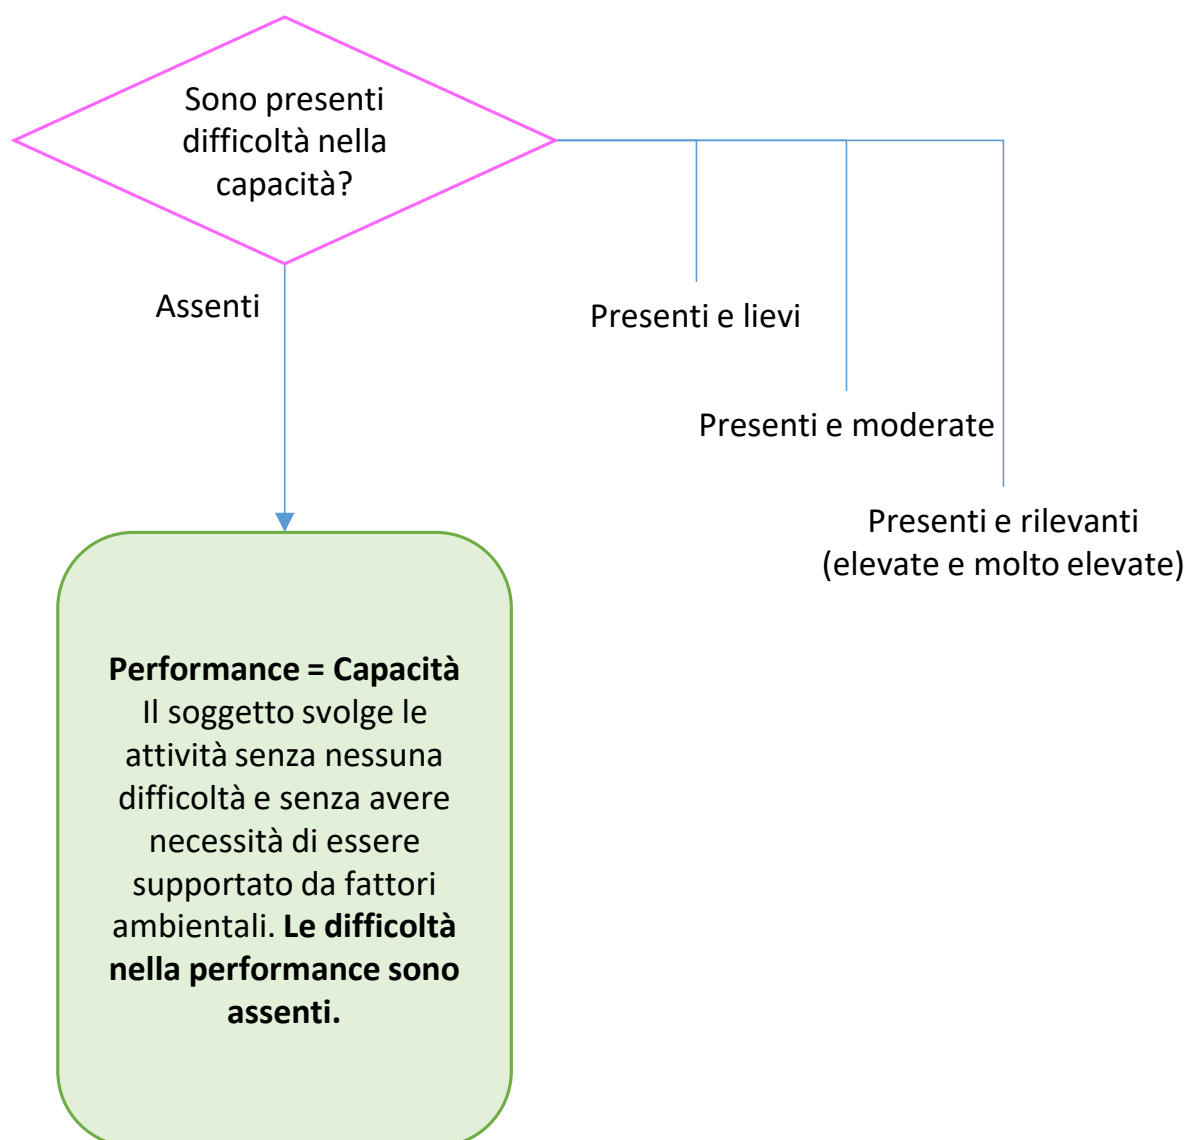 Sono presenti
difficoltà nella
capacità?
Assenti
Presenti e lievi
Presenti e moderate
Presenti e rilevanti
(elevate e molto elevate)
Performance = Capacità
Il soggetto svolge le
attività senza nessuna
difficoltà e senza avere
necessità di essere
supportato da fattori
ambientali. Le difficoltà
nella performance sono
assenti.